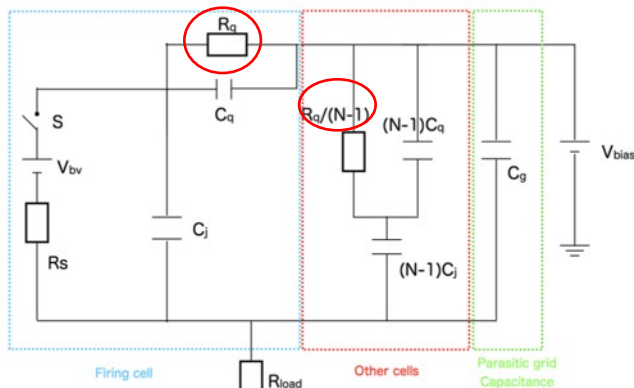 Rq
Cq
S
Vbv
Rs
Cj
Rq/(N-1)
(N-1)Cq
(N-1)Cj
Cg
Vbias
Firing cell
Rload
Other cells
Parasitic grid
Capacitance